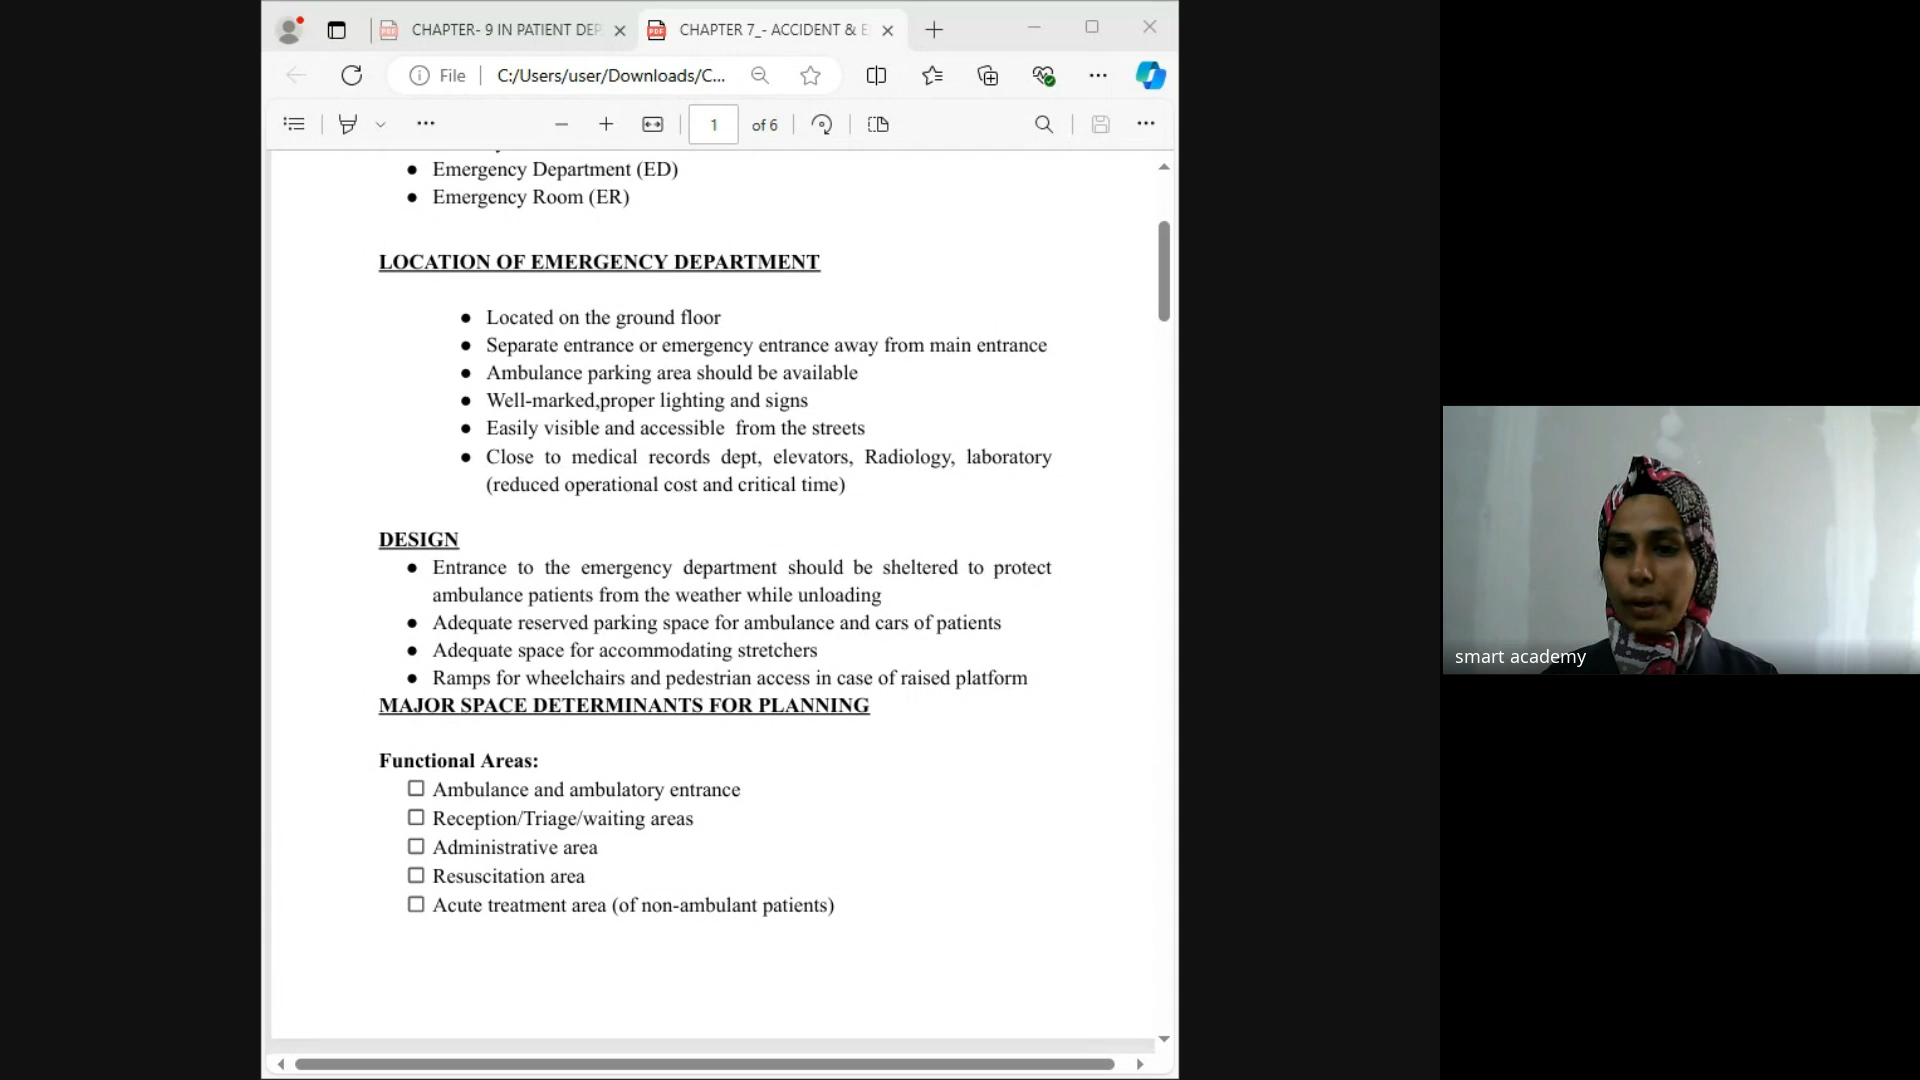 CHAPTER- 9 IN PATIENT DEP
CHAPTER 7_- ACCIDENT & E
File
C:/Users/user/Downloads/C...
1 of 6
● Emergency Department (ED)
● Emergency Room (ER)
LOCATION OF EMERGENCY DEPARTMENT
● Located on the ground floor
● Separate entrance or emergency entrance away from main entrance
● Ambulance parking area should be available
● Well-marked,proper lighting and signs
● Easily visible and accessible from the streets
● Close to medical records dept, elevators, Radiology, laboratory
(reduced operational cost and critical time)
DESIGN
● Entrance to the emergency department should be sheltered to protect
ambulance patients from the weather while unloading
● Adequate reserved parking space for ambulance and cars of patients
● Adequate space for accommodating stretchers
● Ramps for wheelchairs and pedestrian access in case of raised platform
MAJOR SPACE DETERMINANTS FOR PLANNING
Functional Areas:
☐ Ambulance and ambulatory entrance
☐ Reception/Triage/waiting areas
☐ Administrative area
☐ Resuscitation area
☐ Acute treatment area (of non-ambulant patients)
smart academy